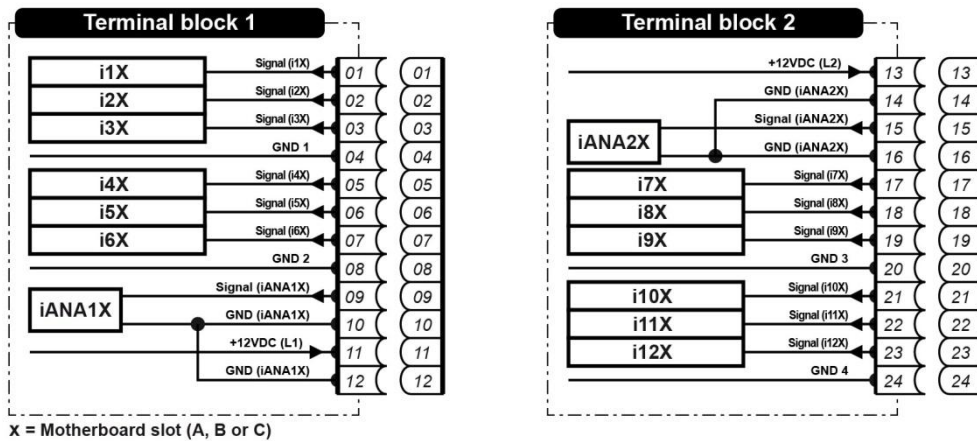 Terminal block 1
i1X Signal (i1X) 01 01
i2X Signal (i2X) 02 02
i3X Signal (i3X) 03 03
GND 1 04 04
i4X Signal (i4X) 05 05
i5X Signal (i5X) 06 06
i6X Signal (i6X) 07 07
GND 2 08 08
iANA1X Signal (iANA1X) 09 09
GND (iANA1X) 10 10
+12VDC (L1) 11 11
GND (iANA1X) 12 12
Terminal block 2
+12VDC (L2) 13 13
GND (iANA2X) 14 14
iANA2X Signal (iANA2X) 15 15
GND (iANA2X) 16 16
i7X Signal (i7X) 17 17
i8X Signal (i8X) 18 18
i9X Signal (i9X) 19 19
GND 3 20 20
i10X Signal (i10X) 21 21
i11X Signal (i11X) 22 22
i12X Signal (i12X) 23 23
GND 4 24 24
x = Motherboard slot (A, B or C)